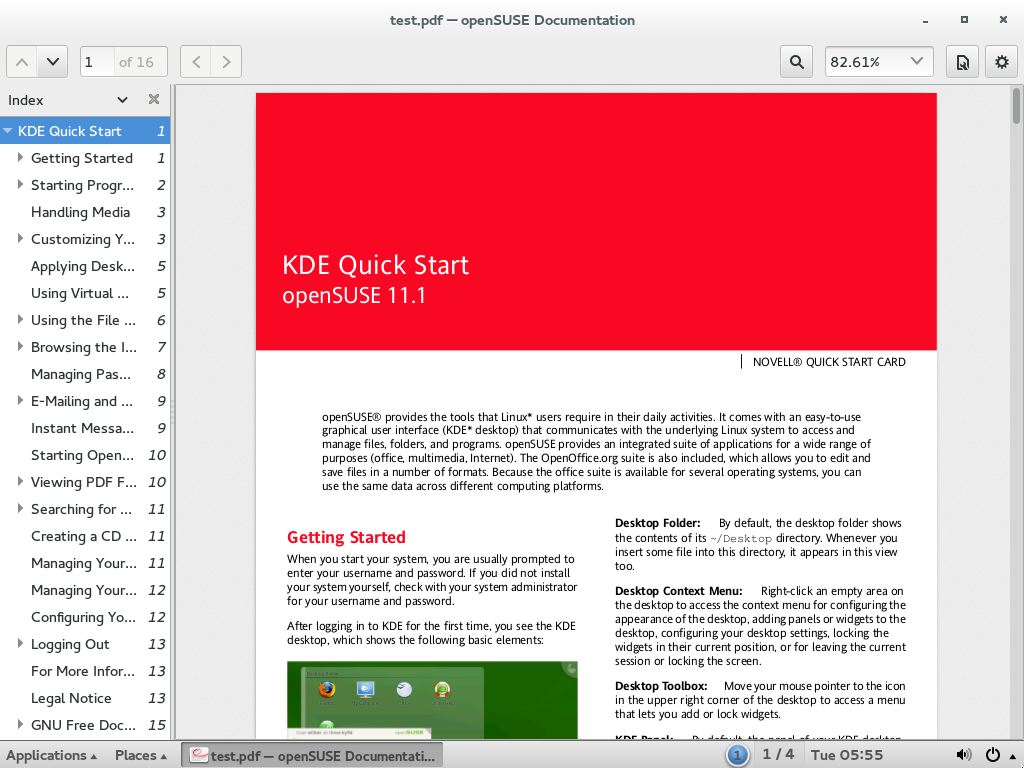 test.pdf — openSUSE Documentation
1 of 16
82.61%
Index
KDE Quick Start 1
Getting Started 1
Starting Progr... 2
Handling Media 3
Customizing Y... 3
Applying Desk... 5
Using Virtual ... 5
Using the File ... 6
Browsing the I... 7
Managing Pas... 8
E-Mailing and ... 9
Instant Messa... 9
Starting Open... 10
Viewing PDF F... 10
Searching for ... 11
Creating a CD ... 11
Managing Your... 11
Managing Your... 12
Configuring Yo... 12
Logging Out 13
For More Infor... 13
Legal Notice 13
GNU Free Doc... 15
KDE Quick Start
openSUSE 11.1
NOVELL® QUICK START CARD
openSUSE® provides the tools that Linux* users require in their daily activities. It comes with an easy-to-use
graphical user interface (KDE* desktop) that communicates with the underlying Linux system to access and
manage files, folders, and programs. openSUSE provides an integrated suite of applications for a wide range of
purposes (office, multimedia, Internet). The OpenOffice.org suite is also included, which allows you to edit and
save files in a number of formats. Because the office suite is available for several operating systems, you can
use the same data across different computing platforms.
Getting Started
When you start your system, you are usually prompted to
enter your username and password. If you did not install
your system yourself, check with your system administrator
for your username and password.
After logging in to KDE for the first time, you see the KDE
desktop, which shows the following basic elements:
Desktop Folder: By default, the desktop folder shows
the contents of its ~/Desktop directory. Whenever you
insert some file into this directory, it appears in this view
too.
Desktop Context Menu: Right-click an empty area on
the desktop to access the context menu for configuring the
appearance of the desktop, adding panels or widgets to the
desktop, configuring your desktop settings, locking the
widgets in their current position, or for leaving the current
session or locking the screen.
Desktop Toolbox: Move your mouse pointer to the icon
in the upper right corner of the desktop to access a menu
that lets you add or lock widgets.
KDE Panel: By default, the panel of your KDE desktop
Applications Places test.pdf — openSUSE Documentati... 1 1 / 4 Tue 05:55